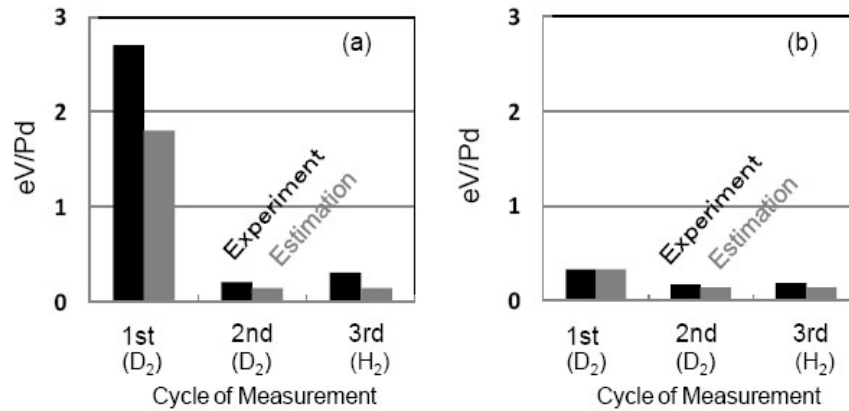 (a)
eV/Pd
3
2
1
0
Experiment
Estimation
1st 2nd 3rd
(D₂) (D₂) (H₂)
Cycle of Measurement
(b)
eV/Pd
3
2
1
0
Experiment
Estimation
1st 2nd 3rd
(D₂) (D₂) (H₂)
Cycle of Measurement